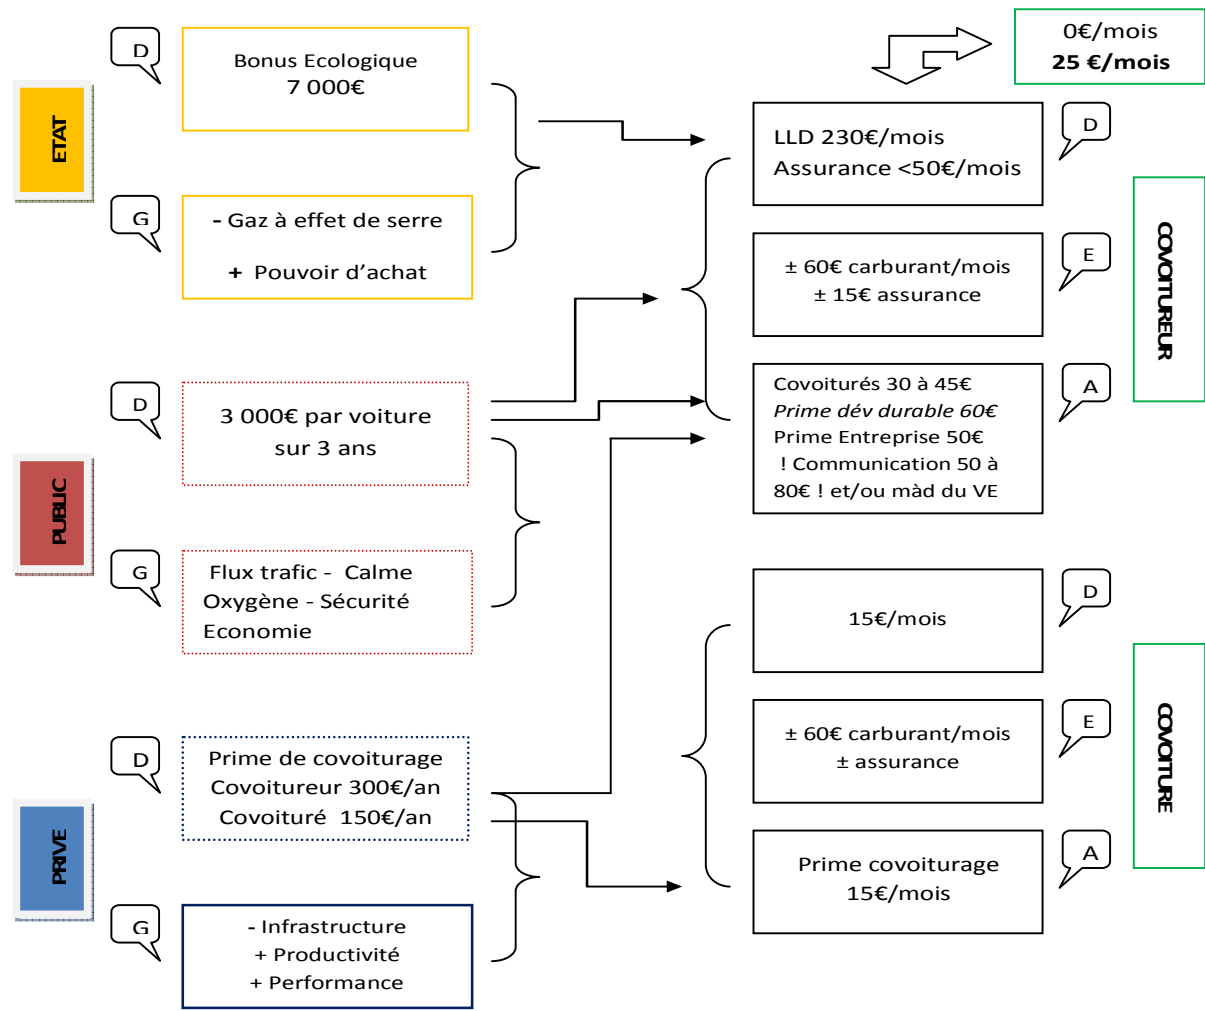 ETAT
D
Bonus Ecologique
7 000€
G
- Gaz à effet de serre
+ Pouvoir d’achat
PUBLIC
D
3 000€ par voiture
sur 3 ans
G
Flux trafic - Calme
Oxygène - Sécurité
Economie
PRIVE
D
Prime de covoiturage
Covoitureur 300€/an
Covoituré 150€/an
G
- Infrastructure
+ Productivité
+ Performance
0€/mois
25 €/mois
COVOITUREUR
LLD 230€/mois
Assurance <50€/mois
D
± 60€ carburant/mois
± 15€ assurance
E
Covoiturés 30 à 45€
Prime dév durable 60€
Prime Entreprise 50€
! Communication 50 à
80€ ! et/ou màd du VE
A
COVOITURE
15€/mois
D
± 60€ carburant/mois
± assurance
E
Prime covoiturage
15€/mois
A